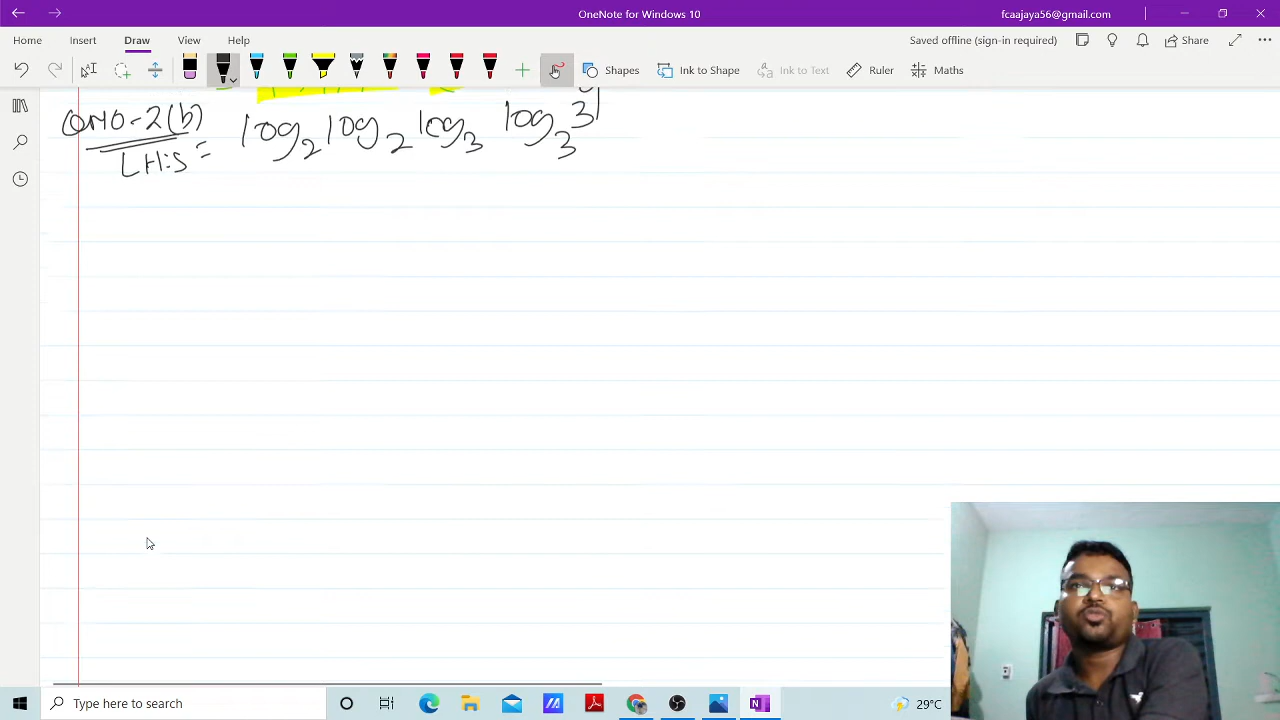 OneNote for Windows 10
fcaajaya56@gmail.com
Home Insert Draw View Help
Saved offline (sign-in required)
Share
Shapes
Ink to Shape
Ink to Text
Ruler
Maths
QNO-2(b)
LHS = log₂ log₂ log₃ log₃ 3
Type here to search
29°C